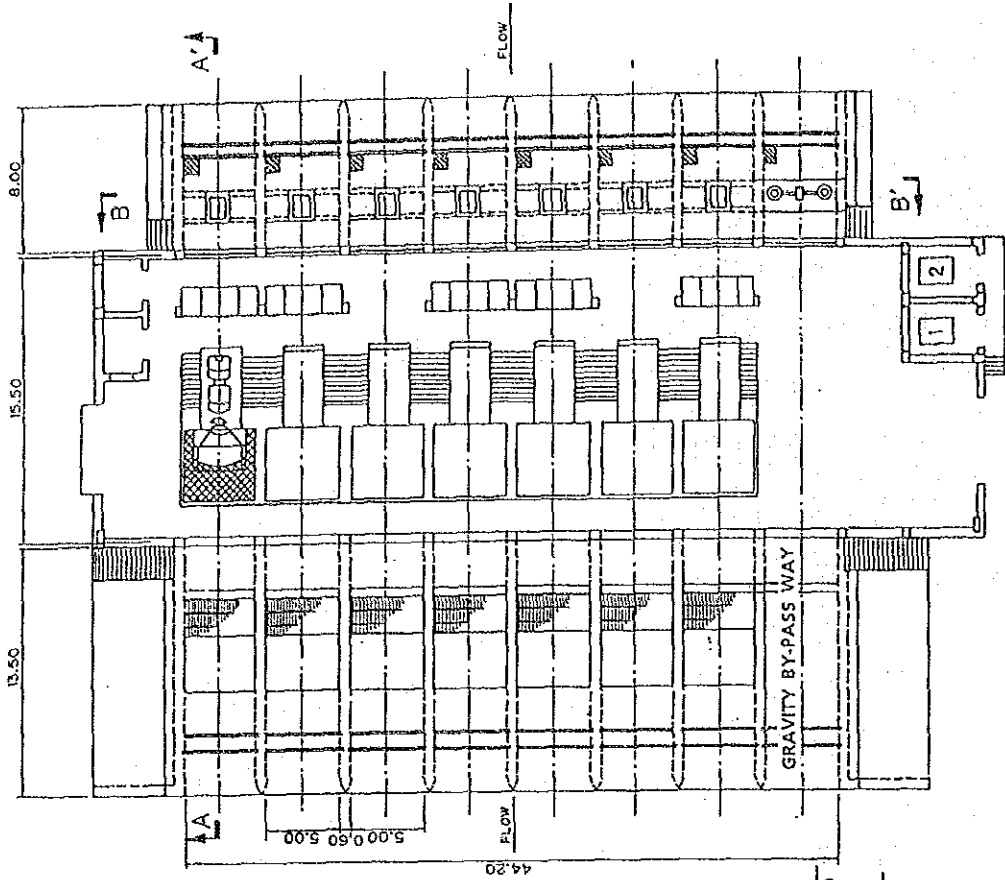 8.00
15.50
13.50
A'
FLOW
B
B'
2
1
GRAVITY BY-PASS WAY
A
FLOW
5.00 0,60 5.00
44.20